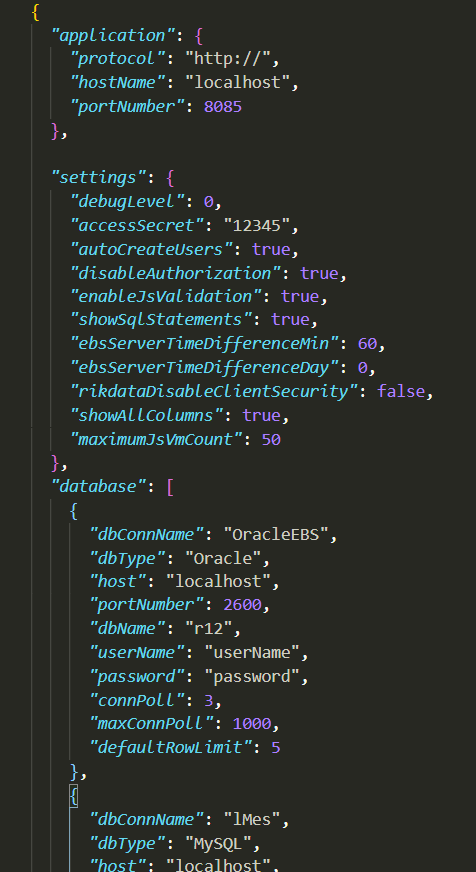 {
"application": {
"protocol": "http://",
"hostName": "localhost",
"portNumber": 8085
},
"settings": {
"debugLevel": 0,
"accessSecret": "12345",
"autoCreateUsers": true,
"disableAuthorization": true,
"enableJsValidation": true,
"showSqlStatements": true,
"ebsServerTimeDifferenceMin": 60,
"ebsServerTimeDifferenceDay": 0,
"rikdataDisableClientSecurity": false,
"showAllColumns": true,
"maximumJsVmCount": 50
},
"database": [
{
"dbConnName": "OracleEBS",
"dbType": "Oracle",
"host": "localhost",
"portNumber": 2600,
"dbName": "r12",
"userName": "userName",
"password": "password",
"connPoll": 3,
"maxConnPoll": 1000,
"defaultRowLimit": 5
},
{
"dbConnName": "lMes",
"dbType": "MySQL",
"host": "localhost",